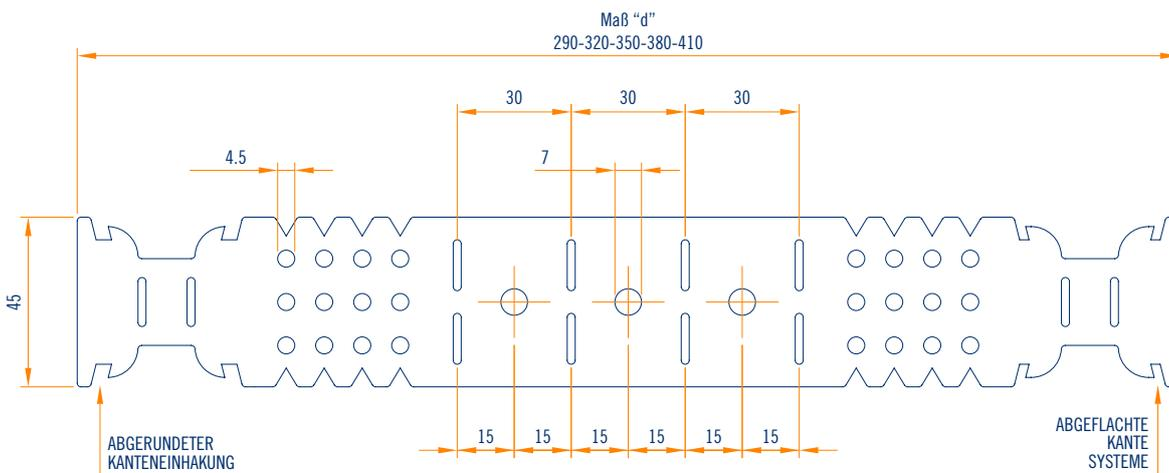 Maß “d”
290-320-350-380-410
30 30 30
4.5 7
45
15 15 15 15 15 15
ABGERUNDETER
KANTENEINHAKUNG
ABGEFLACHTE
KANTE
SYSTEME